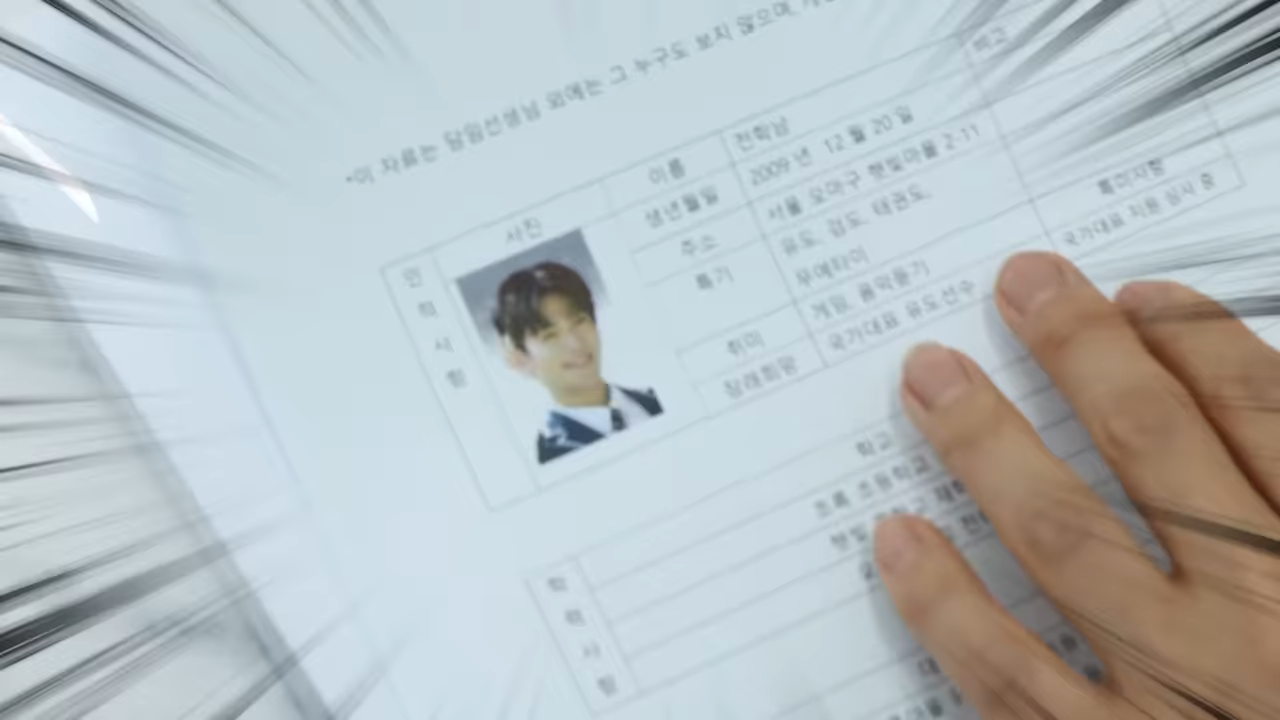 *이 자료는 담임선생님 외에는 그 누구도 보지 않으며,
사진 이름 전학남 비고
생년월일 2009년 12월 20일
주소 서울 오마구 햇빛마을 2-11
특기 유도, 검도, 태권도, 특이사항
무에타이 국가대표 지원 심사 중
취미 게임, 음악듣기
장래희망 국가대표 유도선수
인적사항
학교
초록 초등학교
학력사항